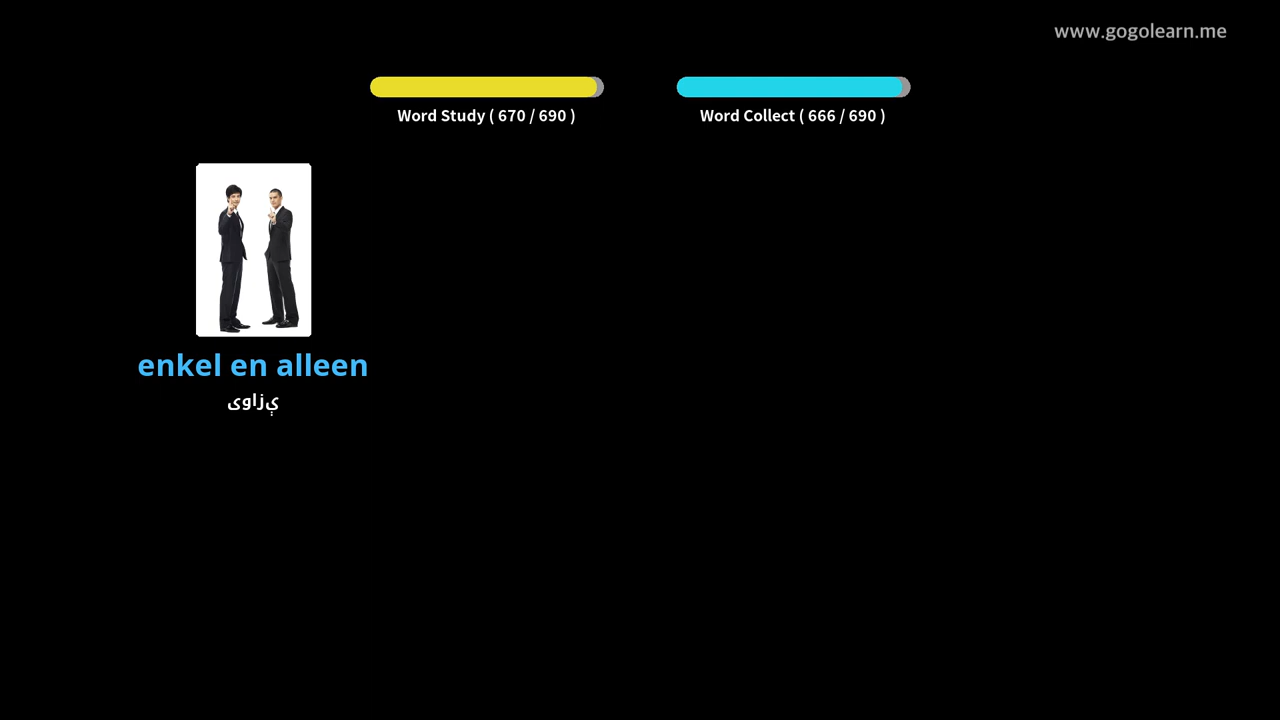 www.gogolearn.me
Word Study ( 670 / 690 )
Word Collect ( 666 / 690 )
enkel en alleen
ېزاوی